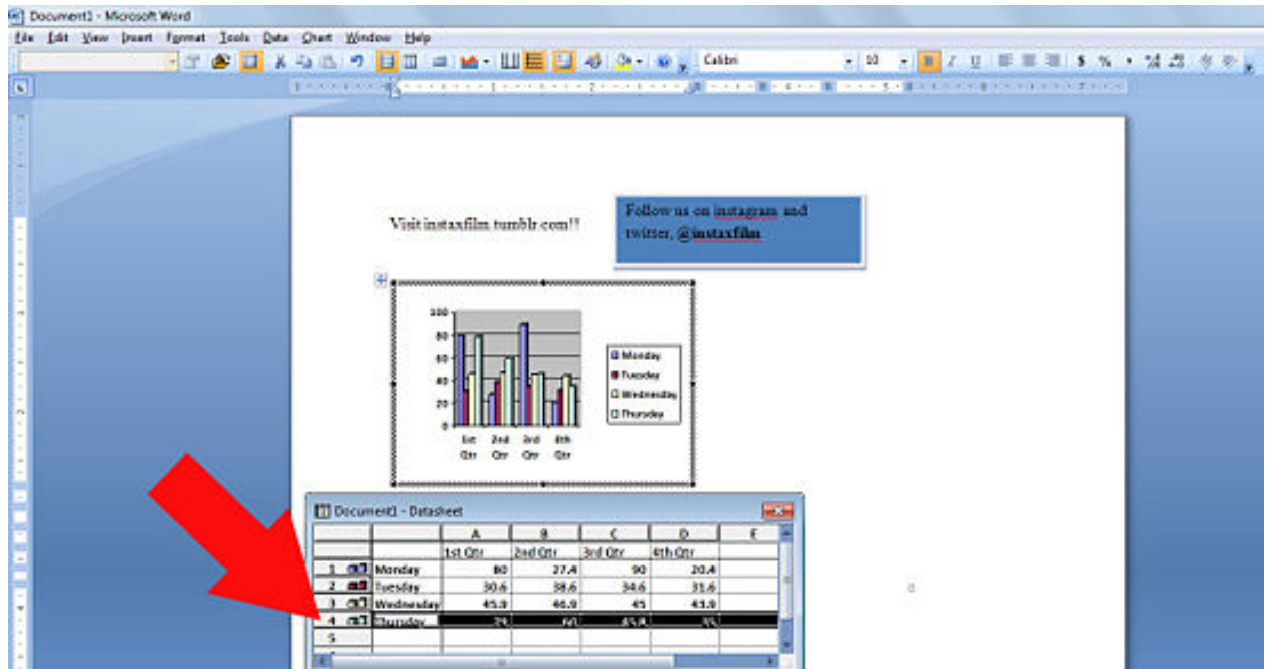 Document1 - Microsoft Word
File Edit View Insert Format Tools Data Chart Window Help
Calibri 10 B I U $ %
Visit instaxfilm.tumblr.com!!
Follow us on instagram and
twitter, @instaxfilm
100
80
60
40
20
0
1st Qtr
2nd Qtr
3rd Qtr
4th Qtr
Monday
Tuesday
Wednesday
Thursday
Document1 - Datasheet
A B C D E
1st Qtr 2nd Qtr 3rd Qtr 4th Qtr
1 Monday 80 27.4 90 20.4
2 Tuesday 30.6 38.6 34.6 31.6
3 Wednesday 45.9 46.9 45 43.9
4 Thursday 60
5